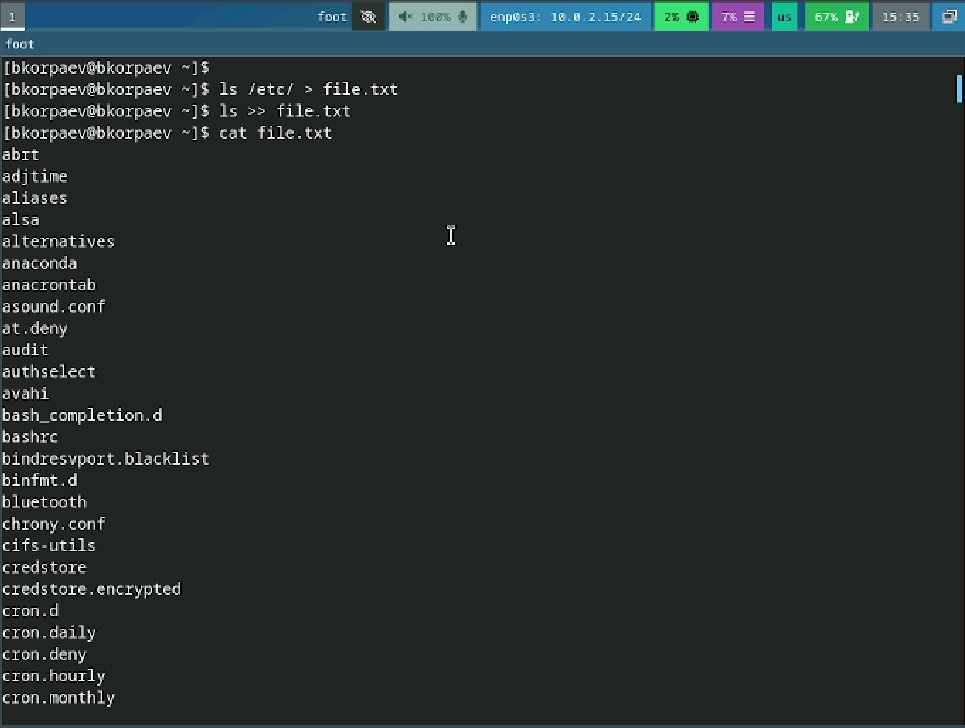 1 foot 100% enp0s3: 10.0.2.15/24 2% 7% us 67% 15:35
foot
[bkorpaev@bkorpaev ~]$
[bkorpaev@bkorpaev ~]$ ls /etc/ > file.txt
[bkorpaev@bkorpaev ~]$ ls >> file.txt
[bkorpaev@bkorpaev ~]$ cat file.txt
abrt
adjtime
aliases
alsa
alternatives
anaconda
anacrontab
asound.conf
at.deny
audit
authselect
avahi
bash_completion.d
bashrc
bindresvport.blacklist
binfmt.d
bluetooth
chrony.conf
cifs-utils
credstore
credstore.encrypted
cron.d
cron.daily
cron.deny
cron.hourly
cron.monthly